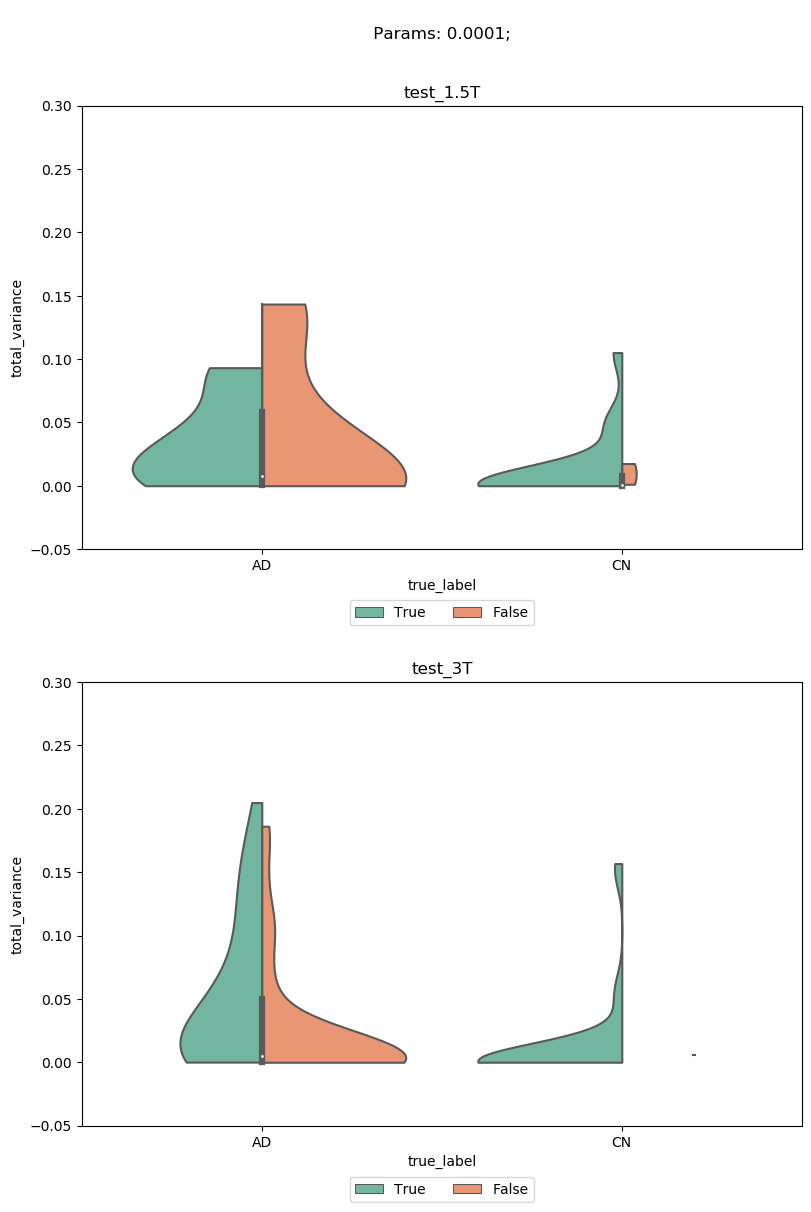 Params: 0.0001;
test_1.5T
0.30
0.25
0.20
0.15
0.10
0.05
0.00
−0.05
total_variance
AD CN
true_label
True False
test_3T
0.30
0.25
0.20
0.15
0.10
0.05
0.00
−0.05
total_variance
AD CN
true_label
True False